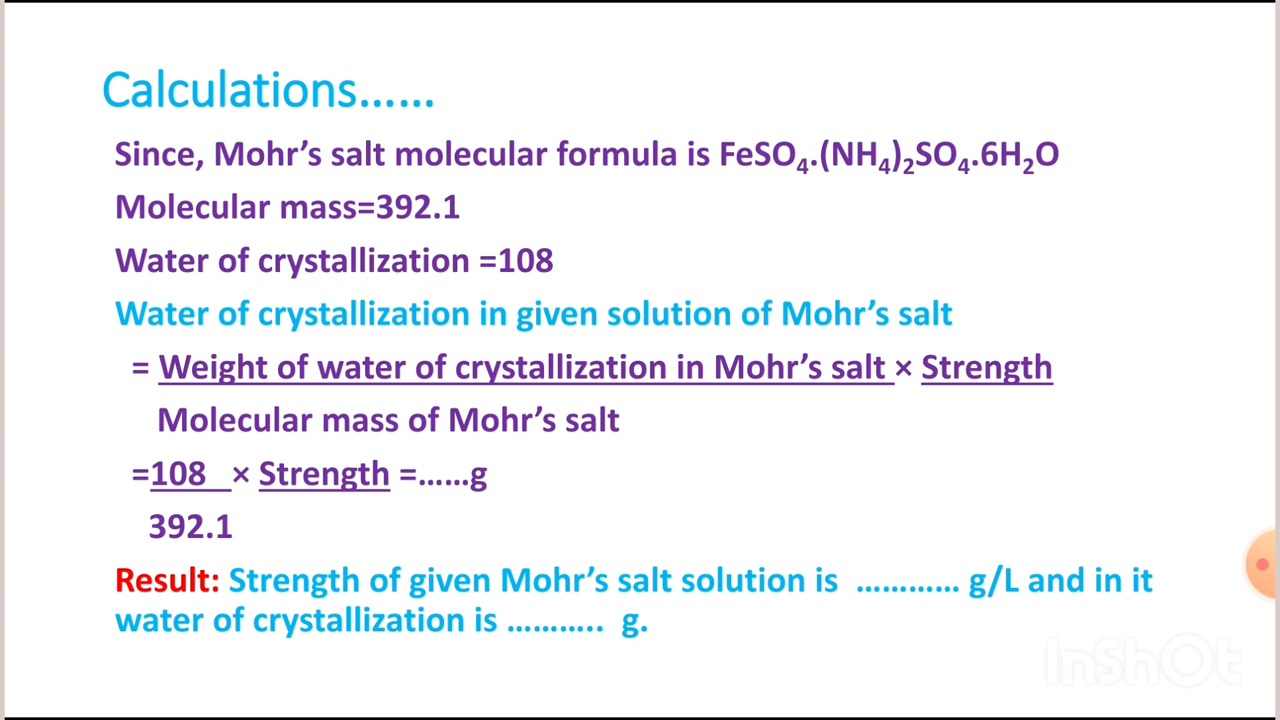 Calculations......
Since, Mohr's salt molecular formula is FeSO₄.(NH₄)₂SO₄.6H₂O
Molecular mass=392.1
Water of crystallization =108
Water of crystallization in given solution of Mohr's salt
= Weight of water of crystallization in Mohr's salt × Strength
Molecular mass of Mohr's salt
=108 × Strength =......g
392.1
Result: Strength of given Mohr's salt solution is ............ g/L and in it
water of crystallization is ........... g.
InShOt